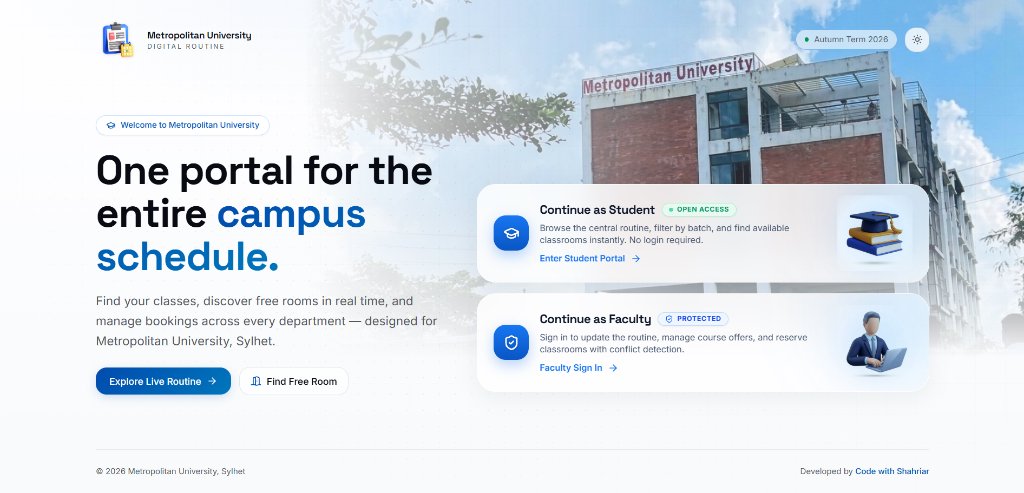 Metropolitan University
DIGITAL ROUTINE
Autumn Term 2026
Metropolitan University
Welcome to Metropolitan University
One portal for the
entire campus
schedule.
Find your classes, discover free rooms in real time, and
manage bookings across every department — designed for
Metropolitan University, Sylhet.
Explore Live Routine →
Find Free Room
Continue as Student
OPEN ACCESS
Browse the central routine, filter by batch, and find available
classrooms instantly. No login required.
Enter Student Portal →
Continue as Faculty
PROTECTED
Sign in to update the routine, manage course offers, and reserve
classrooms with conflict detection.
Faculty Sign In →
© 2026 Metropolitan University, Sylhet
Developed by Code with Shahriar